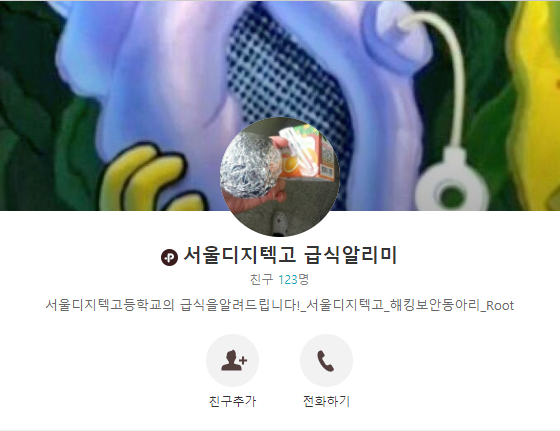 서울디지텍고 급식알리미
친구 123명
서울디지텍고등학교의 급식을알려드립니다!_서울디지텍고_해킹보안동아리_Root
친구추가 전화하기